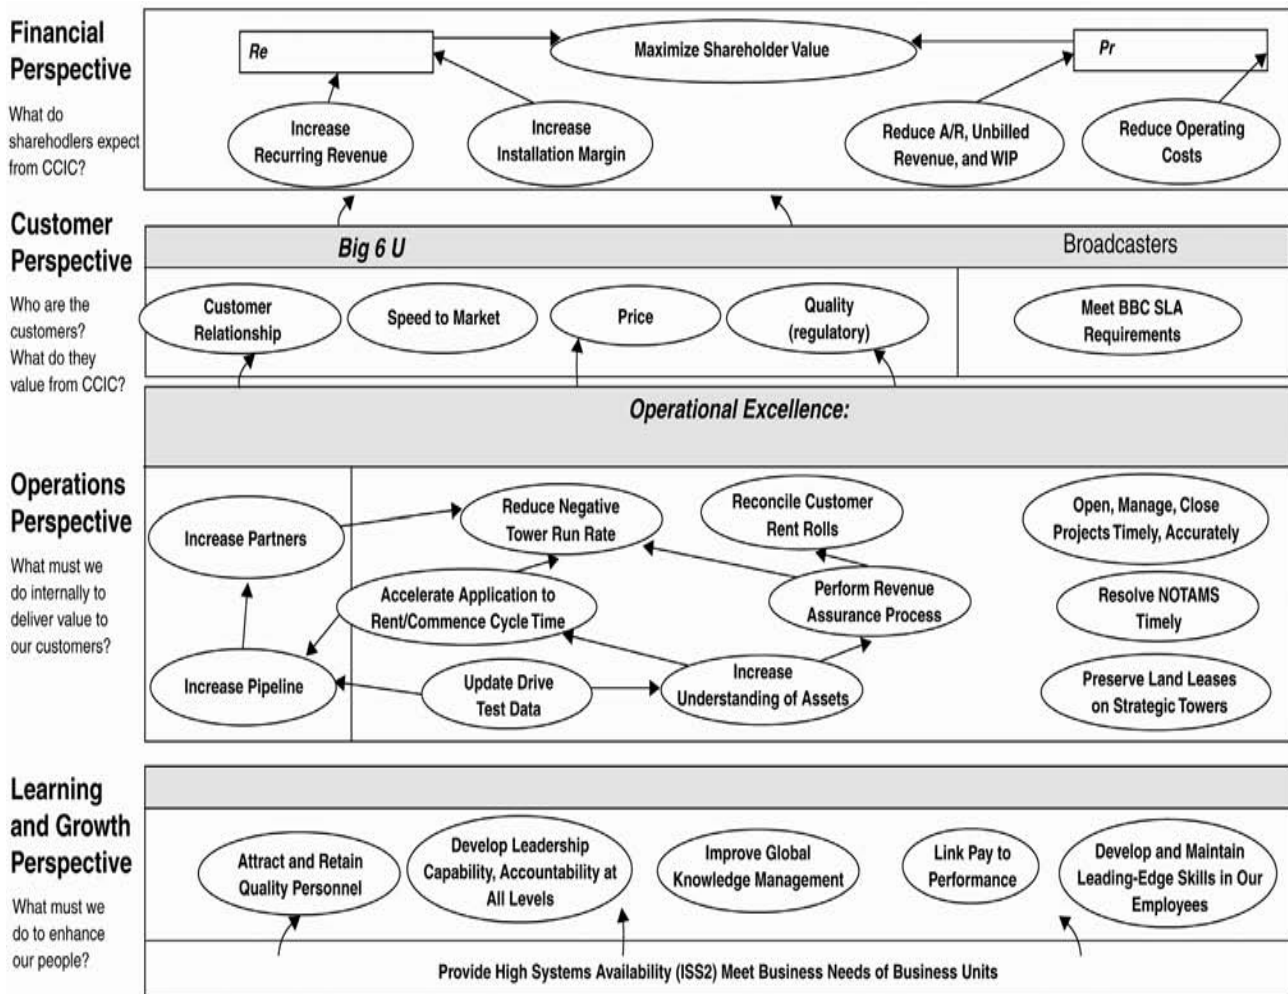 Financial
Perspective
What do
sharehodlers expect
from CCIC?
Re
Maximize Shareholder Value
Pr
Increase
Recurring Revenue
Increase
Installation Margin
Reduce A/R, Unbilled
Revenue, and WIP
Reduce Operating
Costs
Customer
Perspective
Who are the
customers?
What do they
value from CCIC?
Big 6 U
Broadcasters
Customer
Relationship
Speed to Market
Price
Quality
(regulatory)
Meet BBC SLA
Requirements
Operational Excellence:
Operations
Perspective
What must we
do internally to
deliver value to
our customers?
Increase Partners
Reduce Negative
Tower Run Rate
Reconcile Customer
Rent Rolls
Open, Manage, Close
Projects Timely, Accurately
Accelerate Application to
Rent/Commence Cycle Time
Perform Revenue
Assurance Process
Resolve NOTAMS
Timely
Increase Pipeline
Update Drive
Test Data
Increase
Understanding of Assets
Preserve Land Leases
on Strategic Towers
Learning
and Growth
Perspective
What must we
do to enhance
our people?
Attract and Retain
Quality Personnel
Develop Leadership
Capability, Accountability at
All Levels
Improve Global
Knowledge Management
Link Pay to
Performance
Develop and Maintain
Leading-Edge Skills in Our
Employees
Provide High Systems Availability (ISS2) Meet Business Needs of Business Units